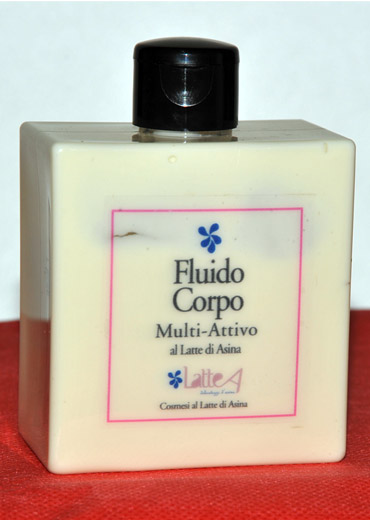 Fluido
Corpo
Multi-Attivo
al Latte di Asina
Latte A
Cosmesi al Latte di Asina